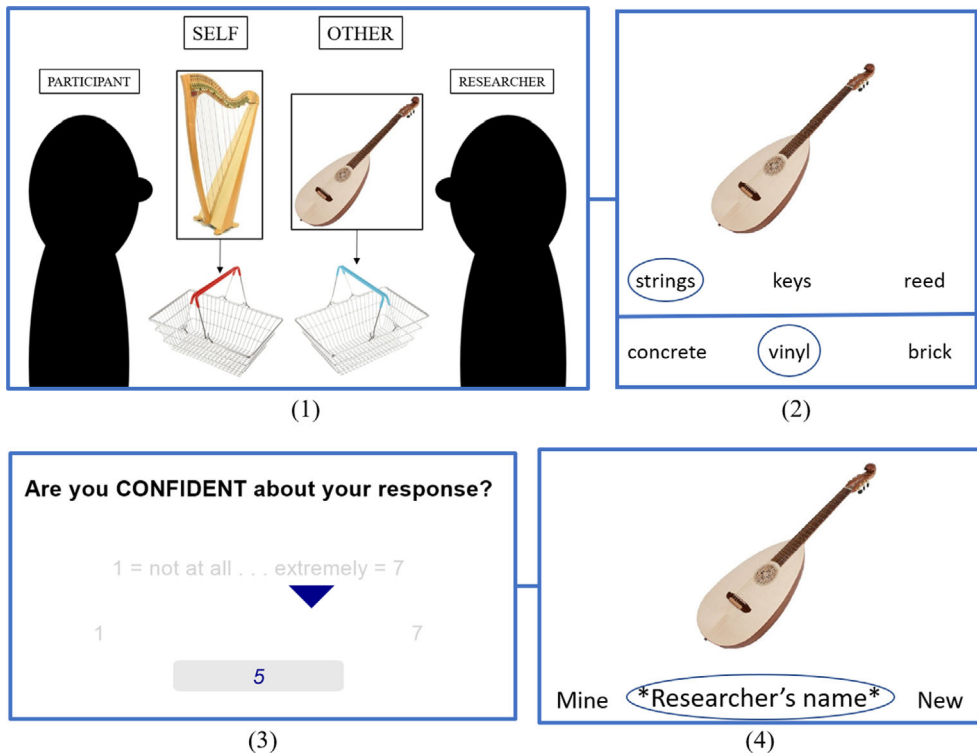 SELF
OTHER
PARTICIPANT
RESEARCHER
(1)
strings keys reed
concrete vinyl brick
(2)
Are you CONFIDENT about your response?
1 = not at all . . . extremely = 7
1 7
5
(3)
Mine *Researcher's name* New
(4)